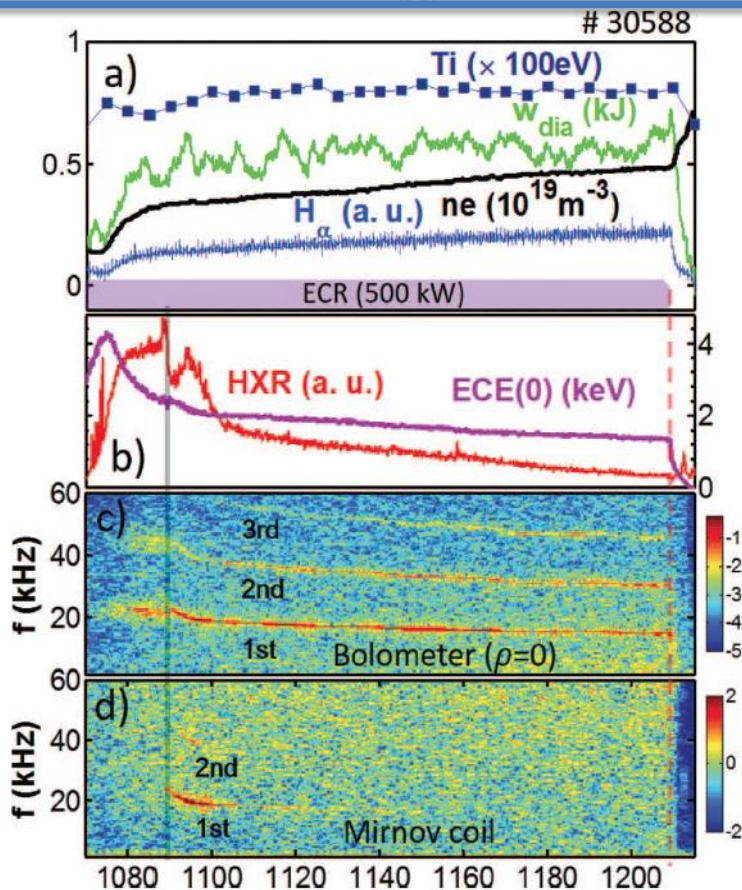 # 30588
1
a)
Ti (× 100eV)
w_dia (kJ)
0.5
H_α (a. u.) ne (10^19 m^-3)
0
ECR (500 kW)
4
HXR (a. u.) ECE(0) (keV)
2
b)
0
60
c)
3rd
-1
40
-2
f (kHz)
2nd
-3
20
-4
1st
Bolometer (ρ=0)
-5
60
d)
2
40
f (kHz)
2nd
0
20
1st
Mirnov coil
-2
1080 1100 1120 1140 1160 1180 1200